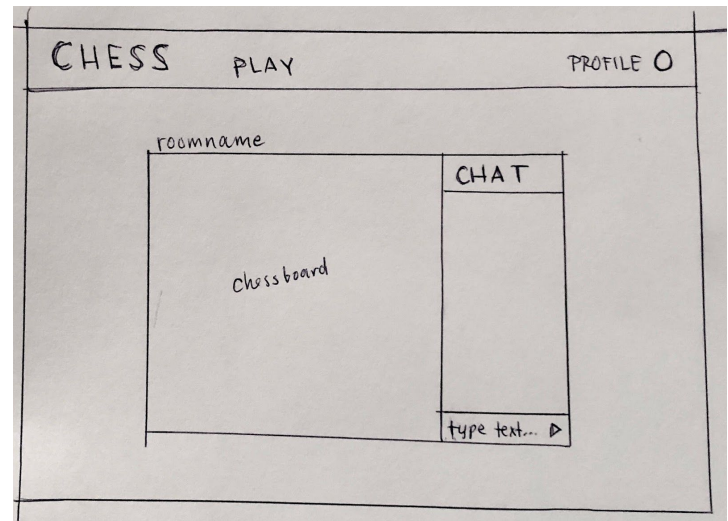 CHESS PLAY PROFILE
roomname
CHAT
chessboard
type text...